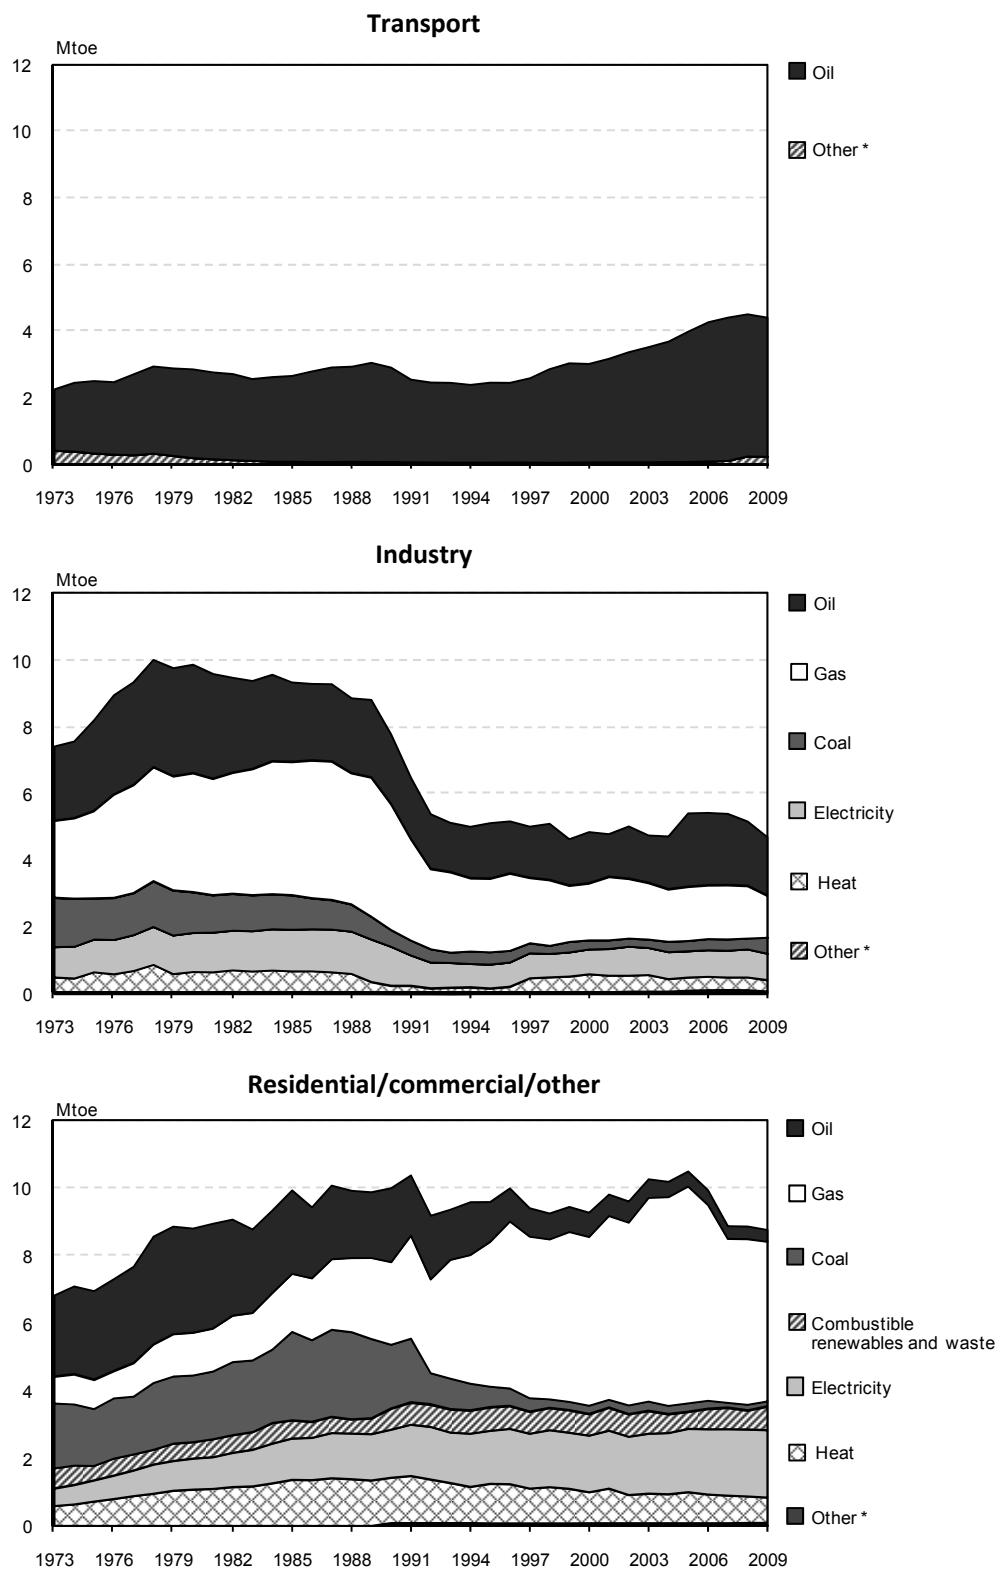 Transport
Mtoe
12
10
8
6
4
2
0
1973 1976 1979 1982 1985 1988 1991 1994 1997 2000 2003 2006 2009
Oil
Other *
Industry
Mtoe
12
10
8
6
4
2
0
1973 1976 1979 1982 1985 1988 1991 1994 1997 2000 2003 2006 2009
Oil
Gas
Coal
Electricity
Heat
Other *
Residential/commercial/other
Mtoe
12
10
8
6
4
2
0
1973 1976 1979 1982 1985 1988 1991 1994 1997 2000 2003 2006 2009
Oil
Gas
Coal
Combustible
renewables and waste
Electricity
Heat
Other *